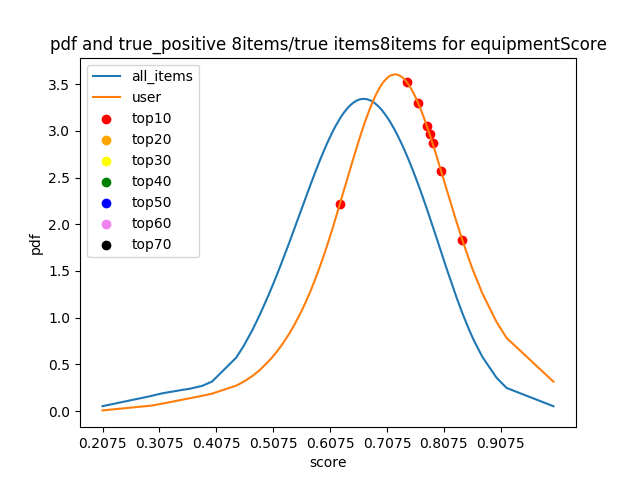 pdf and true_positive 8items/true items8items for equipmentScore
all_items
user
top10
top20
top30
top40
top50
top60
top70
3.5
3.0
2.5
2.0
1.5
1.0
0.5
0.0
pdf
0.2075 0.3075 0.4075 0.5075 0.6075 0.7075 0.8075 0.9075
score